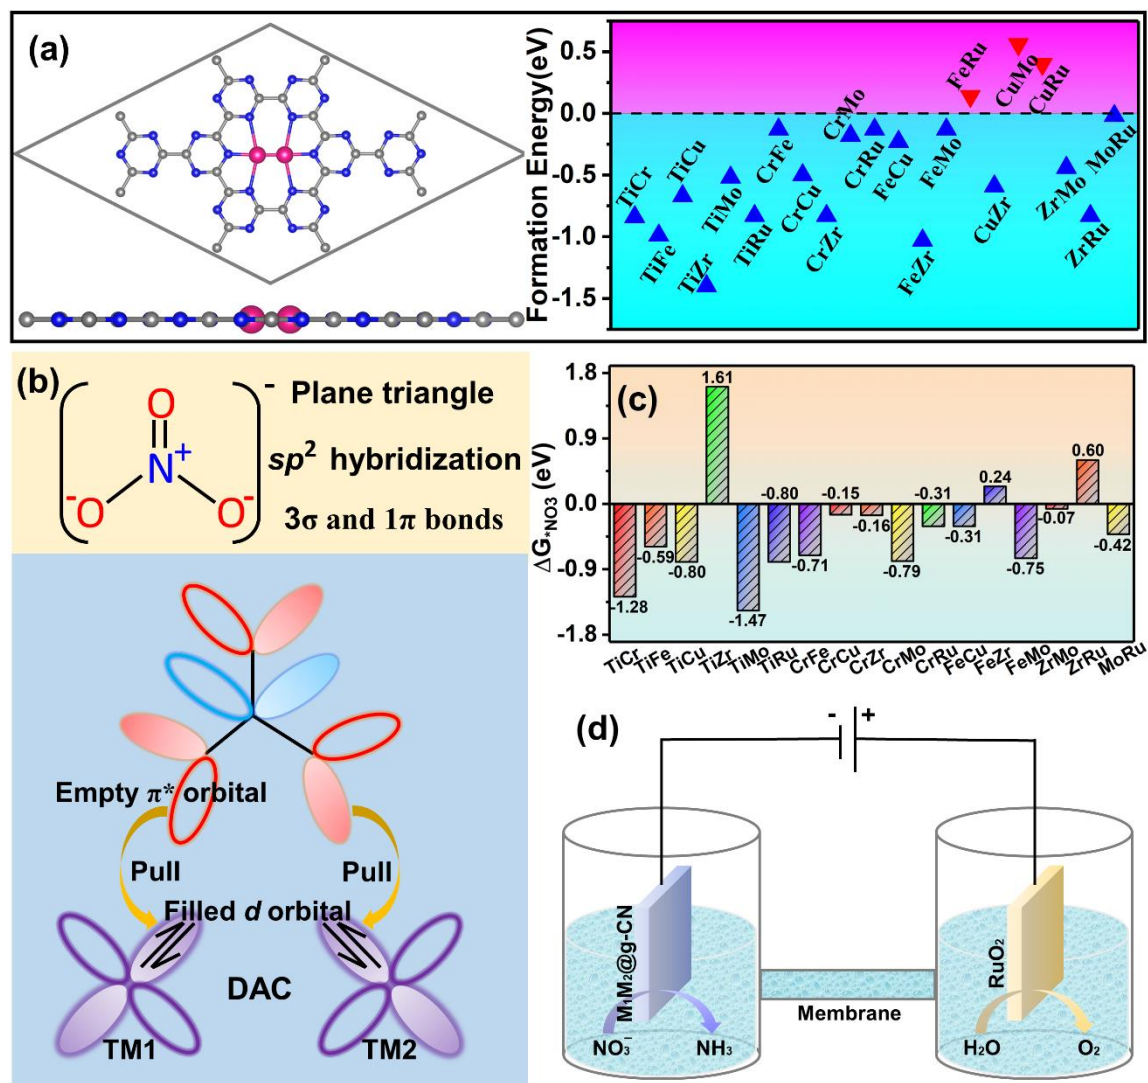 (a)
Formation Energy(eV)
0.5
0.0
-0.5
-1.0
-1.5
TiCr
TiFe
TiCu
TiZr
TiMo
TiRu
CrFe
CrCu
CrZr
CrMo
CrRu
FeCu
FeZr
FeMo
FeRu
CuZr
CuMo
CuRu
ZrMo
ZrRu
MoRu
(b)
-
O
N+
-O
O-
Plane triangle
sp2 hybridization
3σ and 1π bonds
Empty π* orbital
Pull
Pull
Filled d orbital
DAC
TM1
TM2
(c)
ΔG*NO3 (eV)
1.8
0.9
0.0
-0.9
-1.8
-1.28
-0.59
-0.80
1.61
-1.47
-0.80
-0.71
-0.15
-0.16
-0.79
-0.31
-0.31
0.24
-0.75
-0.07
0.60
-0.42
TiCr
TiFe
TiCu
TiZr
TiMo
TiRu
CrFe
CrCu
CrZr
CrMo
CrRu
FeCu
FeZr
FeMo
ZrMo
ZrRu
MoRu
(d)
- +
M1M2@g-CN
RuO2
Membrane
NO3-
NH3
H2O
O2